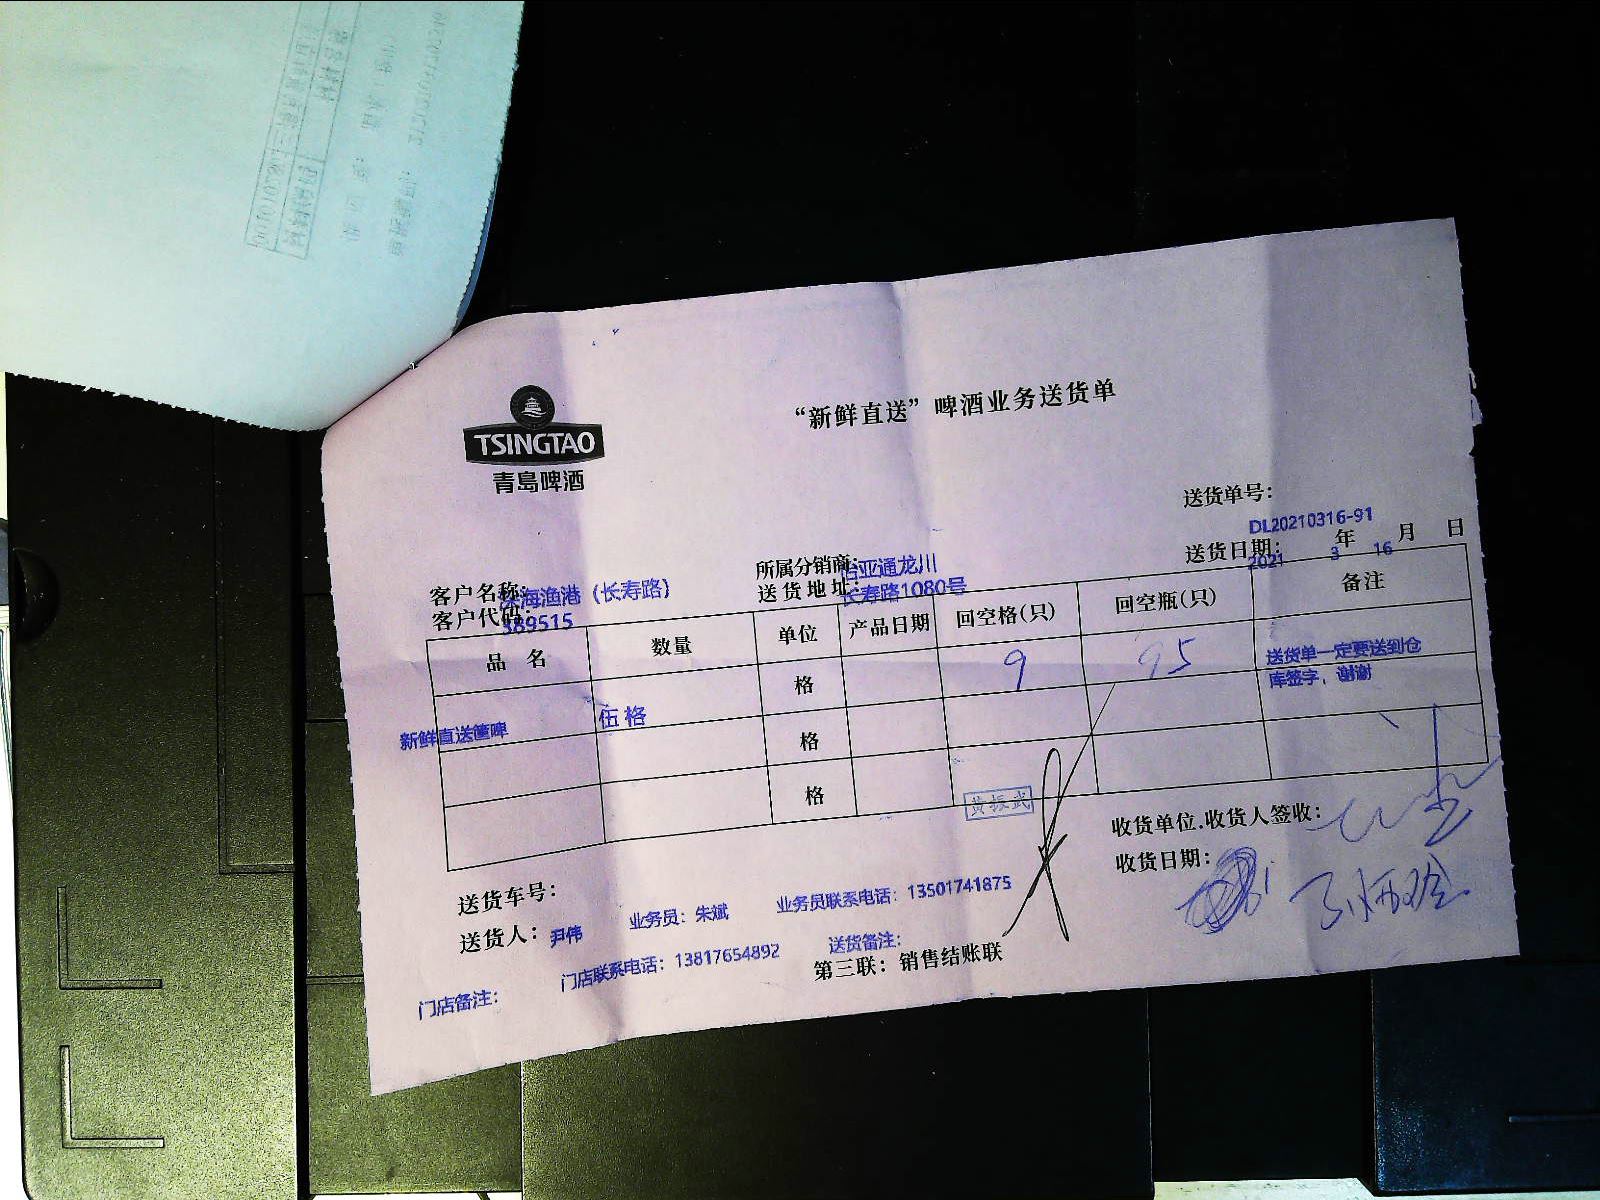 TSINGTAO
青島啤酒
“新鲜直送”啤酒业务送货单
送货单号:
DL20210316-91
送货日期: 2021 年 3 月 16 日
所属分销商: 怡亚通龙川
客户名称: 海渔港（长寿路）
送货地址: 长寿路1080号
客户代码: 389515
品 名 数量 单位 产品日期 回空格(只) 回空瓶(只) 备注
新鲜直送筐啤 伍格 格 9 95 送货单一定要送到仓
库签字，谢谢
格
格
收货单位.收货人签收:
收货日期:
送货车号:
送货人: 尹伟 业务员: 朱斌 业务员联系电话: 13501741875
门店备注: 门店联系电话: 13817654892 送货备注:
第三联: 销售结账联